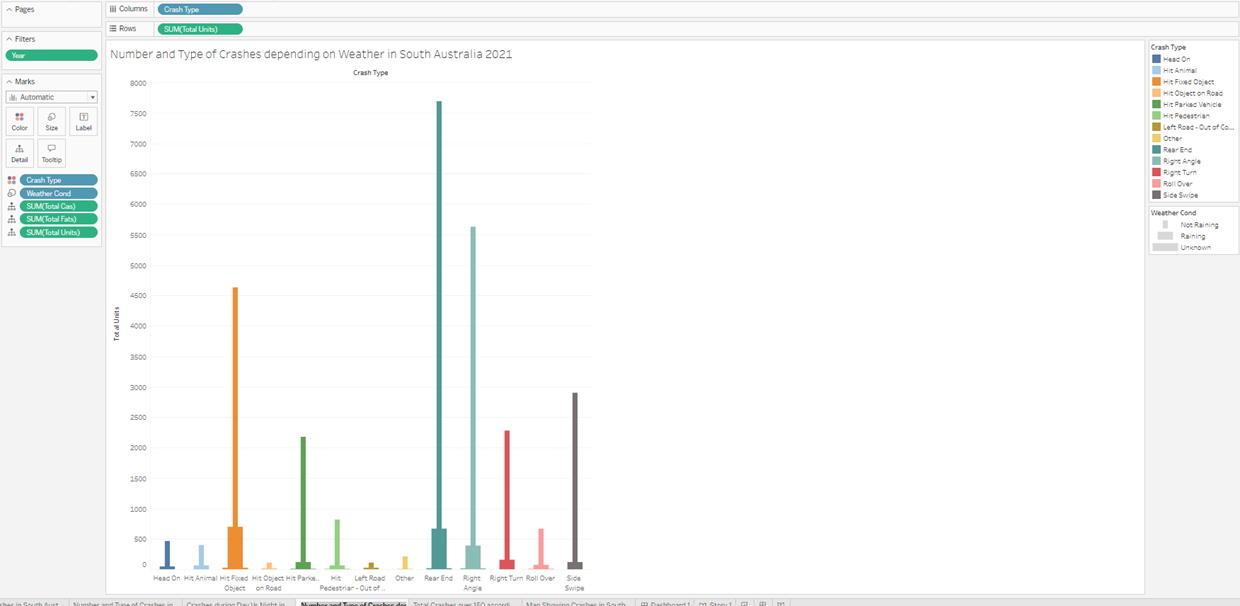 Pages
Columns
Crash Type
Rows
SUM(Total Units)
Filters
Year
Marks
Automatic
Color
Size
Label
Detail
Tooltip
Crash Type
Weather Cond
SUM(Total Cas)
SUM(Total Fats)
SUM(Total Units)
Number and Type of Crashes depending on Weather in South Australia 2021
Crash Type
8000
7500
7000
6500
6000
5500
5000
4500
4000
3500
3000
2500
2000
1500
1000
500
0
Total Units
Head On
Hit Animal
Hit Fixed
Object
Hit Object
on Road
Hit Parke..
Hit
Pedestrian
Left Road
- Out of ..
Other
Rear End
Right
Angle
Right Turn
Roll Over
Side
Swipe
Crash Type
Head On
Hit Animal
Hit Fixed Object
Hit Object on Road
Hit Parked Vehicle
Hit Pedestrian
Left Road - Out of Co...
Other
Rear End
Right Angle
Right Turn
Roll Over
Side Swipe
Weather Cond
Not Raining
Raining
Unknown
shes in South Aust...
Number and Type of Crashes in ...
Crashes during Day Vs Night in ...
Number and Type of Crashes de
Total Crashes over 150 accordi...
Map Showing Crashes in South ...
Dashboard 1
Story 1